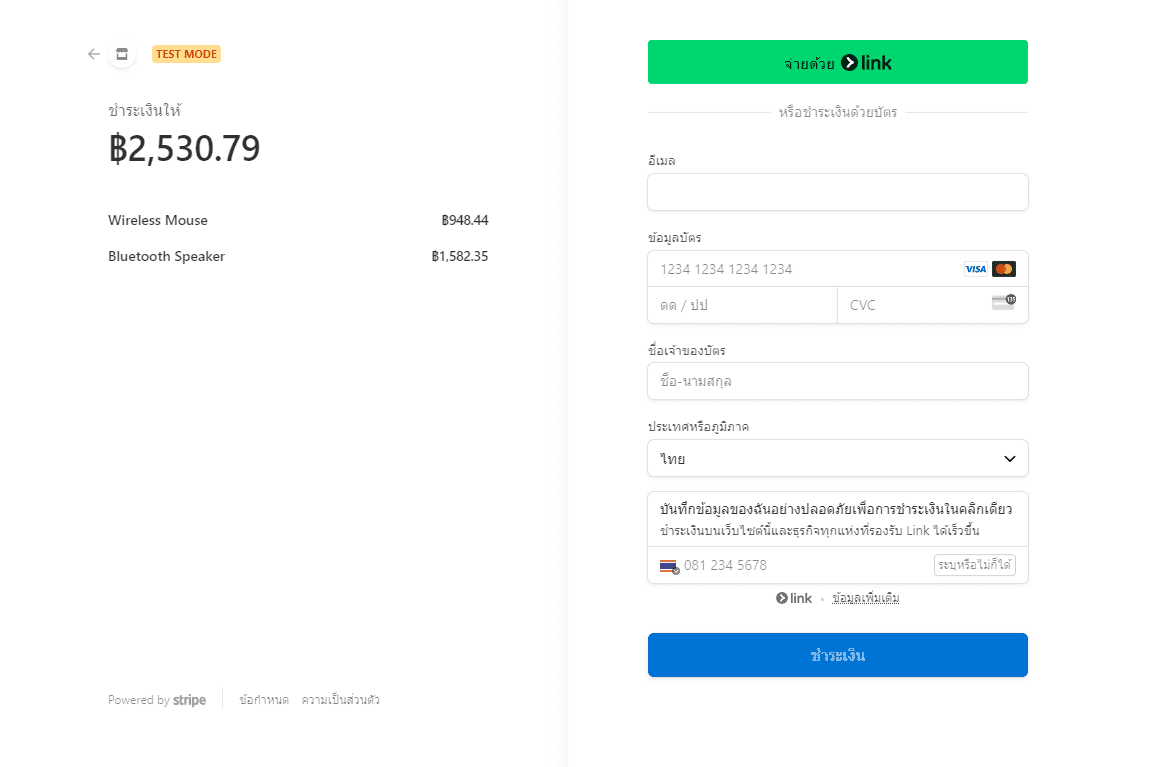 TEST MODE
ชำระเงินให้
฿2,530.79
Wireless Mouse ฿948.44
Bluetooth Speaker ฿1,582.35
Powered by stripe ข้อกำหนด ความเป็นส่วนตัว
จ่ายด้วย link
หรือชำระเงินด้วยบัตร
อีเมล
ข้อมูลบัตร
1234 1234 1234 1234 VISA
ดด / ปป CVC 135
ชื่อเจ้าของบัตร
ชื่อ-นามสกุล
ประเทศหรือภูมิภาค
ไทย
บันทึกข้อมูลของฉันอย่างปลอดภัยเพื่อการชำระเงินในคลิกเดียว
ชำระเงินบนเว็บไซต์นี้และธุรกิจทุกแห่งที่รองรับ Link ได้เร็วขึ้น
081 234 5678 ระบุหรือไม่ก็ได้
link · ข้อมูลเพิ่มเติม
ชำระเงิน